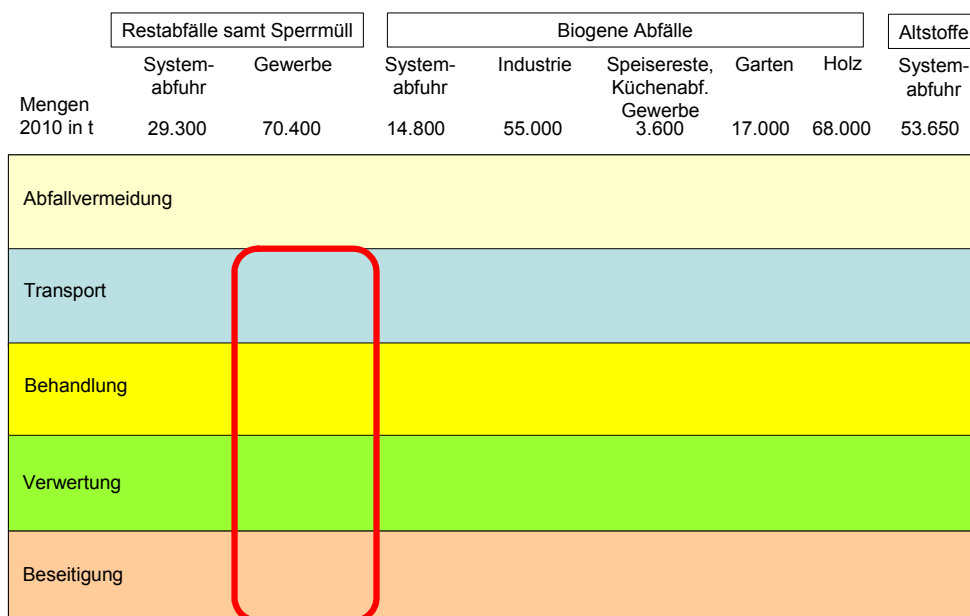 Restabfälle samt Sperrmüll
Biogene Abfälle
Altstoffe
System-
abfuhr
Gewerbe
System-
abfuhr
Industrie
Speisereste,
Küchenabf.
Gewerbe
Garten
Holz
System-
abfuhr
Mengen
2010 in t
29.300
70.400
14.800
55.000
3.600
17.000
68.000
53.650
Abfallvermeidung
Transport
Behandlung
Verwertung
Beseitigung